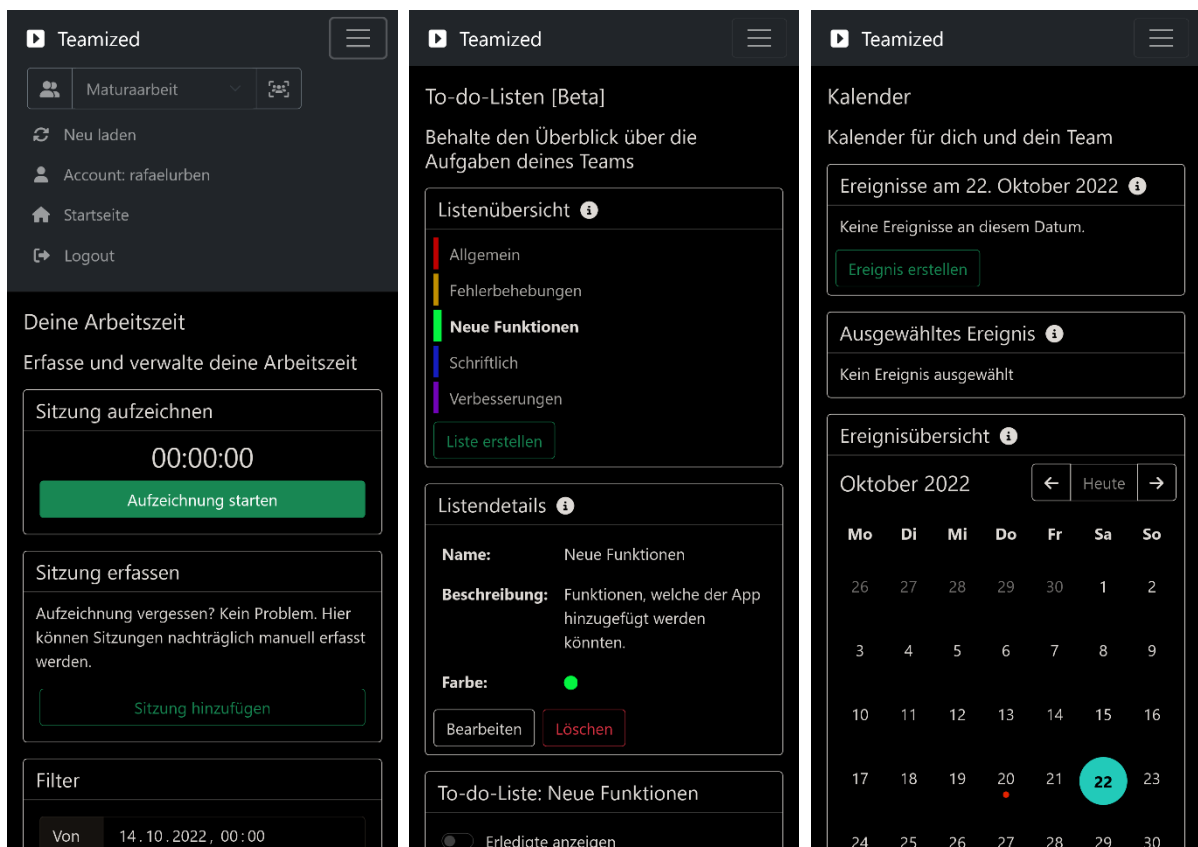 Teamized
Maturaarbeit
Neu laden
Account: rafaelurben
Startseite
Logout
Deine Arbeitszeit
Erfasse und verwalte deine Arbeitszeit
Sitzung aufzeichnen
00:00:00
Aufzeichnung starten
Sitzung erfassen
Aufzeichnung vergessen? Kein Problem. Hier
können Sitzungen nachträglich manuell erfasst
werden.
Sitzung hinzufügen
Filter
Von 14.10.2022, 00:00
Teamized
To-do-Listen [Beta]
Behalte den Überblick über die
Aufgaben deines Teams
Listenübersicht
Allgemein
Fehlerbehebungen
Neue Funktionen
Schriftlich
Verbesserungen
Liste erstellen
Listendetails
Name: Neue Funktionen
Beschreibung: Funktionen, welche der App
hinzugefügt werden
könnten.
Farbe:
Bearbeiten Löschen
To-do-Liste: Neue Funktionen
Erledigte anzeigen
Teamized
Kalender
Kalender für dich und dein Team
Ereignisse am 22. Oktober 2022
Keine Ereignisse an diesem Datum.
Ereignis erstellen
Ausgewähltes Ereignis
Kein Ereignis ausgewählt
Ereignisübersicht
Oktober 2022 Heute
Mo Di Mi Do Fr Sa So
26 27 28 29 30 1 2
3 4 5 6 7 8 9
10 11 12 13 14 15 16
17 18 19 20 21 22 23
24 25 26 27 28 29 30